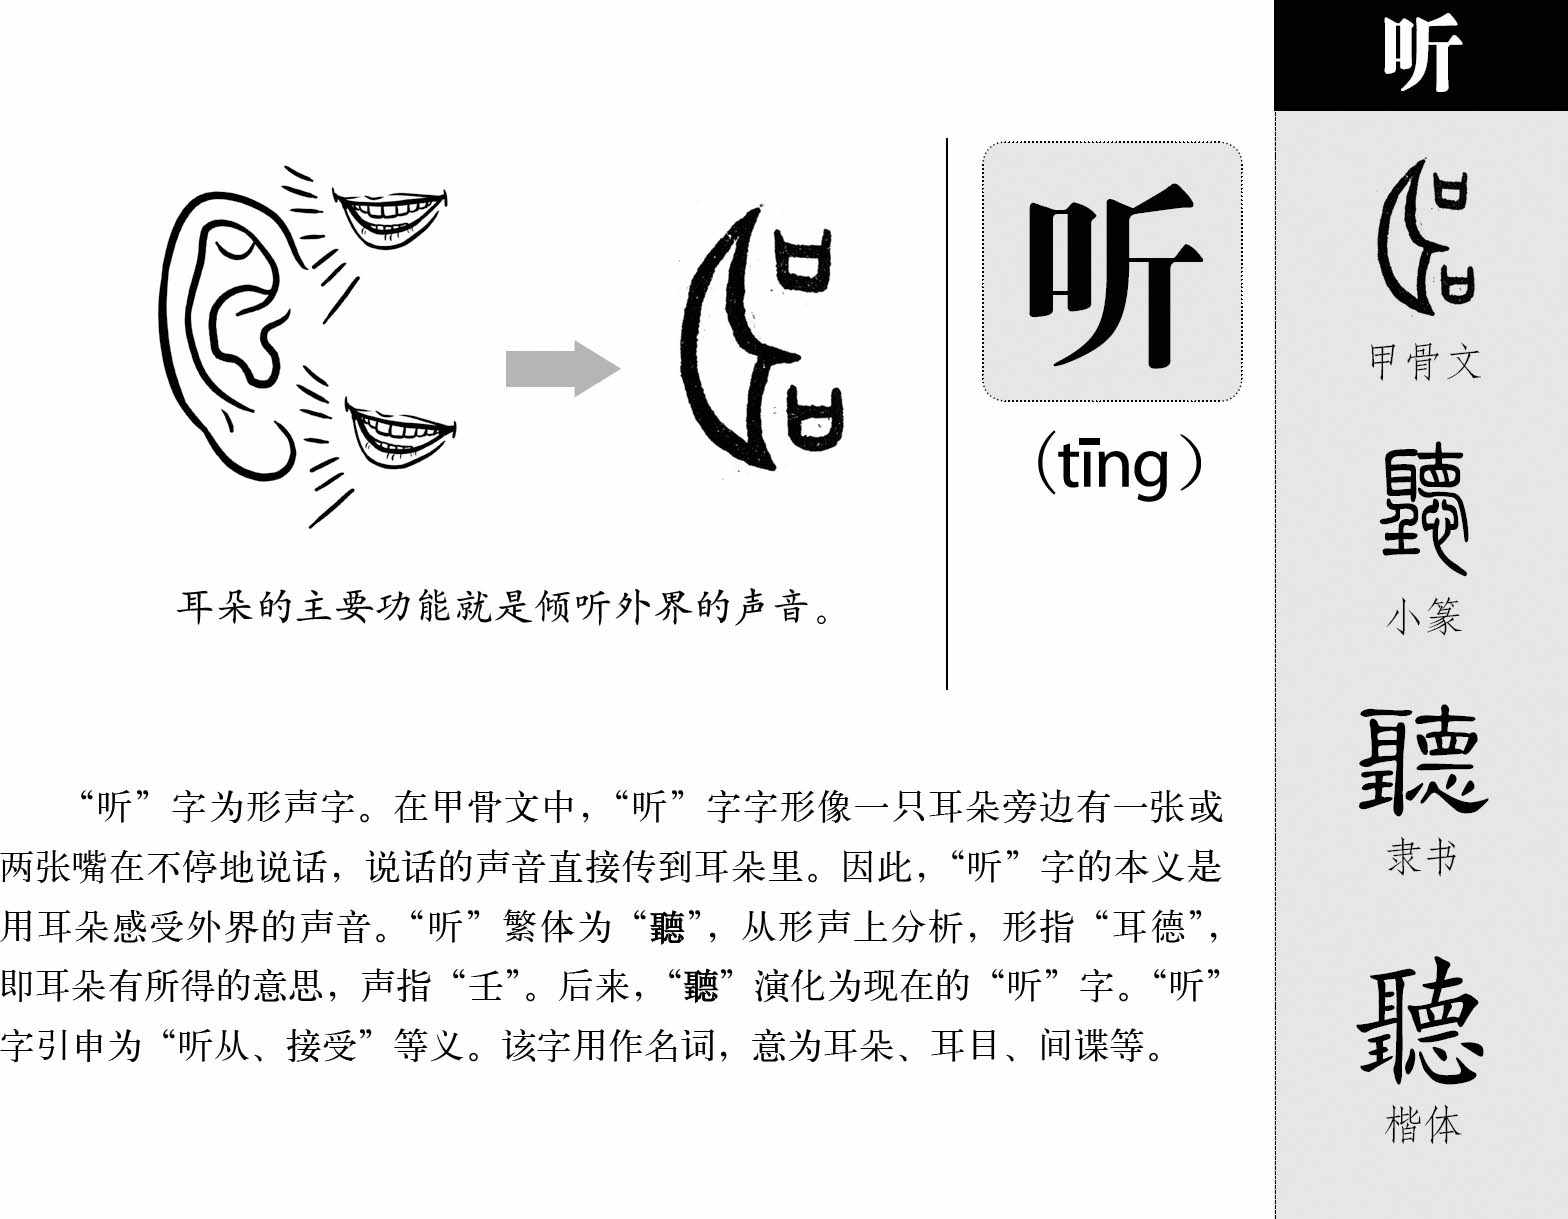 听
听
(tīng)
耳朵的主要功能就是倾听外界的声音。
“听”字为形声字。在甲骨文中，“听”字字形像一只耳朵旁边有一张或
两张嘴在不停地说话，说话的声音直接传到耳朵里。因此，“听”字的本义是
用耳朵感受外界的声音。“听”繁体为“聽”，从形声上分析，形指“耳德”，
即耳朵有所得的意思，声指“壬”。后来，“聽”演化为现在的“听”字。“听”
字引申为“听从、接受”等义。该字用作名词，意为耳朵、耳目、间谍等。
甲骨文
聽
小篆
聽
隶书
聽
楷体